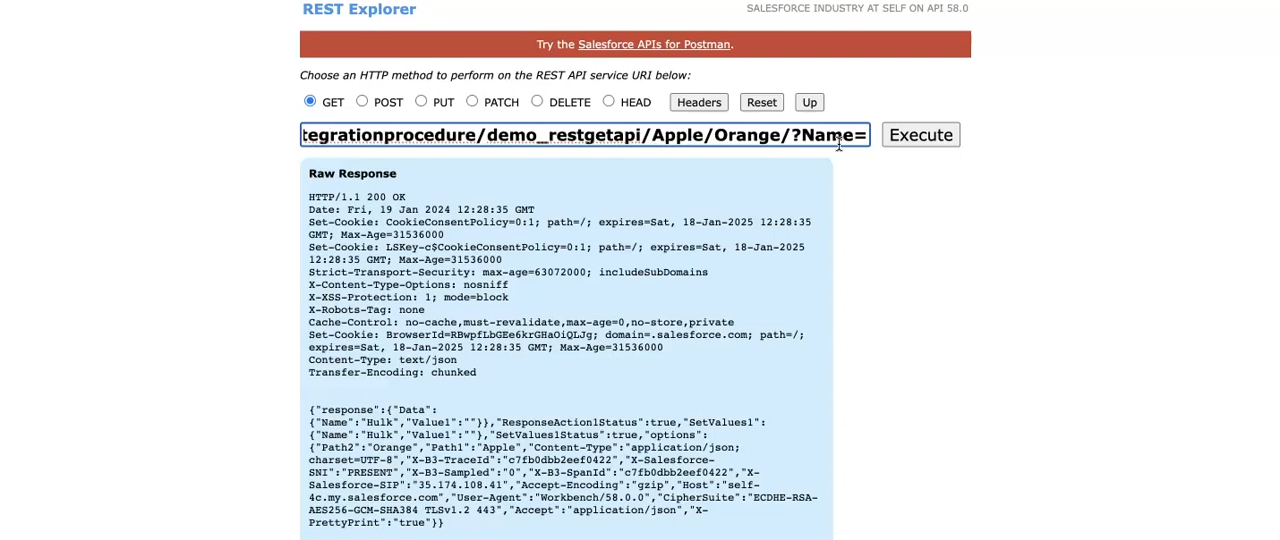 REST Explorer
SALESFORCE INDUSTRY AT SELF ON API 58.0
Try the Salesforce APIs for Postman.
Choose an HTTP method to perform on the REST API service URI below:
GET POST PUT PATCH DELETE HEAD Headers Reset Up
tegrationprocedure/demo_restgetapi/Apple/Orange/?Name= Execute
Raw Response
HTTP/1.1 200 OK
Date: Fri, 19 Jan 2024 12:28:35 GMT
Set-Cookie: CookieConsentPolicy=0:1; path=/; expires=Sat, 18-Jan-2025 12:28:35
GMT; Max-Age=31536000
Set-Cookie: LSKey-c$CookieConsentPolicy=0:1; path=/; expires=Sat, 18-Jan-2025
12:28:35 GMT; Max-Age=31536000
Strict-Transport-Security: max-age=63072000; includeSubDomains
X-Content-Type-Options: nosniff
X-XSS-Protection: 1; mode=block
X-Robots-Tag: none
Cache-Control: no-cache,must-revalidate,max-age=0,no-store,private
Set-Cookie: BrowserId=RBwpfLbGEe6krGHaOiQLJg; domain=.salesforce.com; path=/;
expires=Sat, 18-Jan-2025 12:28:35 GMT; Max-Age=31536000
Content-Type: text/json
Transfer-Encoding: chunked
{"response":{"Data":
{"Name":"Hulk","Value1":""}},"ResponseAction1Status":true,"SetValues1":
{"Name":"Hulk","Value1":""},"SetValues1Status":true,"options":
{"Path2":"Orange","Path1":"Apple","Content-Type":"application/json;
charset=UTF-8","X-B3-TraceId":"c7fb0dbb2eef0422","X-Salesforce-
SNI":"PRESENT","X-B3-Sampled":"0","X-B3-SpanId":"c7fb0dbb2eef0422","X-
Salesforce-SIP":"35.174.108.41","Accept-Encoding":"gzip","Host":"self-
4c.my.salesforce.com","User-Agent":"Workbench/58.0.0","CipherSuite":"ECDHE-RSA-
AES256-GCM-SHA384 TLSv1.2 443","Accept":"application/json","X-
PrettyPrint":"true"}}